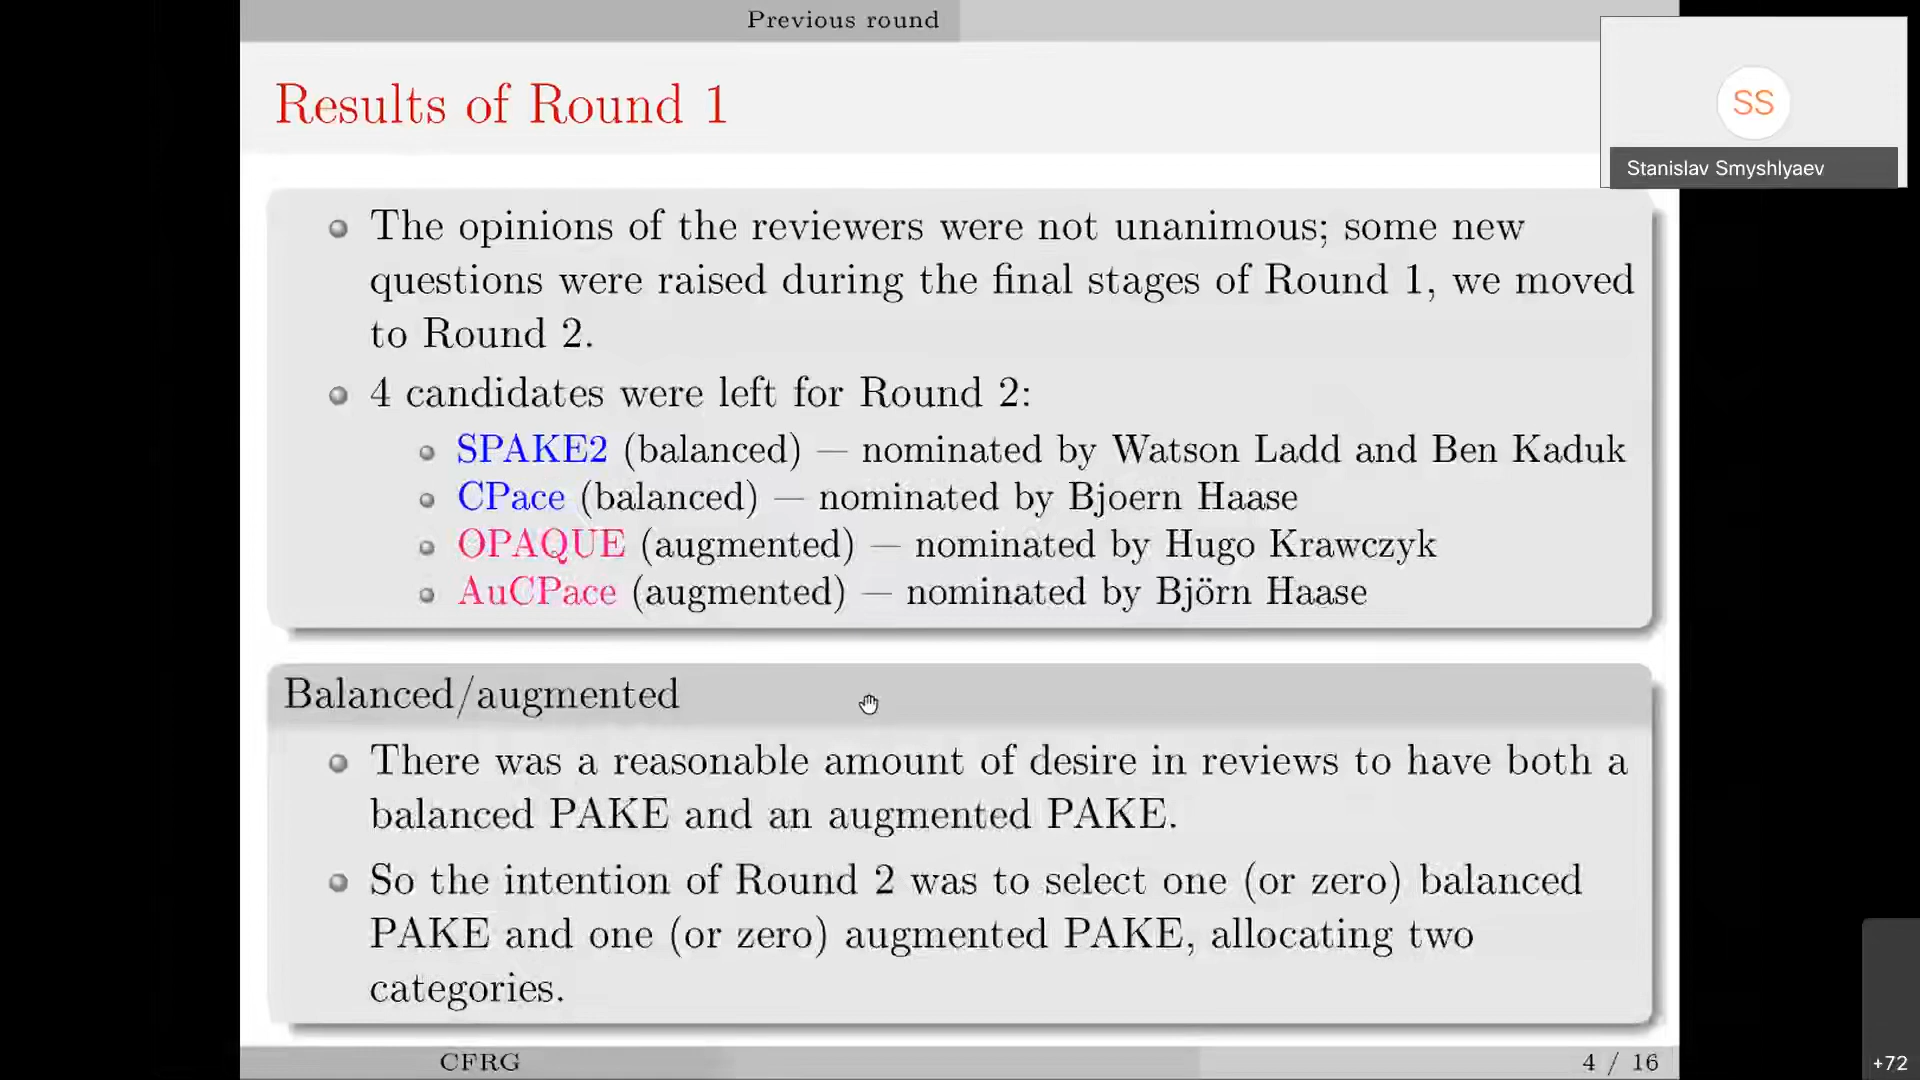 Previous round
Results of Round 1
SS
Stanislav Smyshlyaev
The opinions of the reviewers were not unanimous; some new
questions were raised during the final stages of Round 1, we moved
to Round 2.
4 candidates were left for Round 2:
SPAKE2 (balanced) — nominated by Watson Ladd and Ben Kaduk
CPace (balanced) — nominated by Bjoern Haase
OPAQUE (augmented) — nominated by Hugo Krawczyk
AuCPace (augmented) — nominated by Björn Haase
Balanced/augmented
There was a reasonable amount of desire in reviews to have both a
balanced PAKE and an augmented PAKE.
So the intention of Round 2 was to select one (or zero) balanced
PAKE and one (or zero) augmented PAKE, allocating two
categories.
CFRG
4 / 16
+72